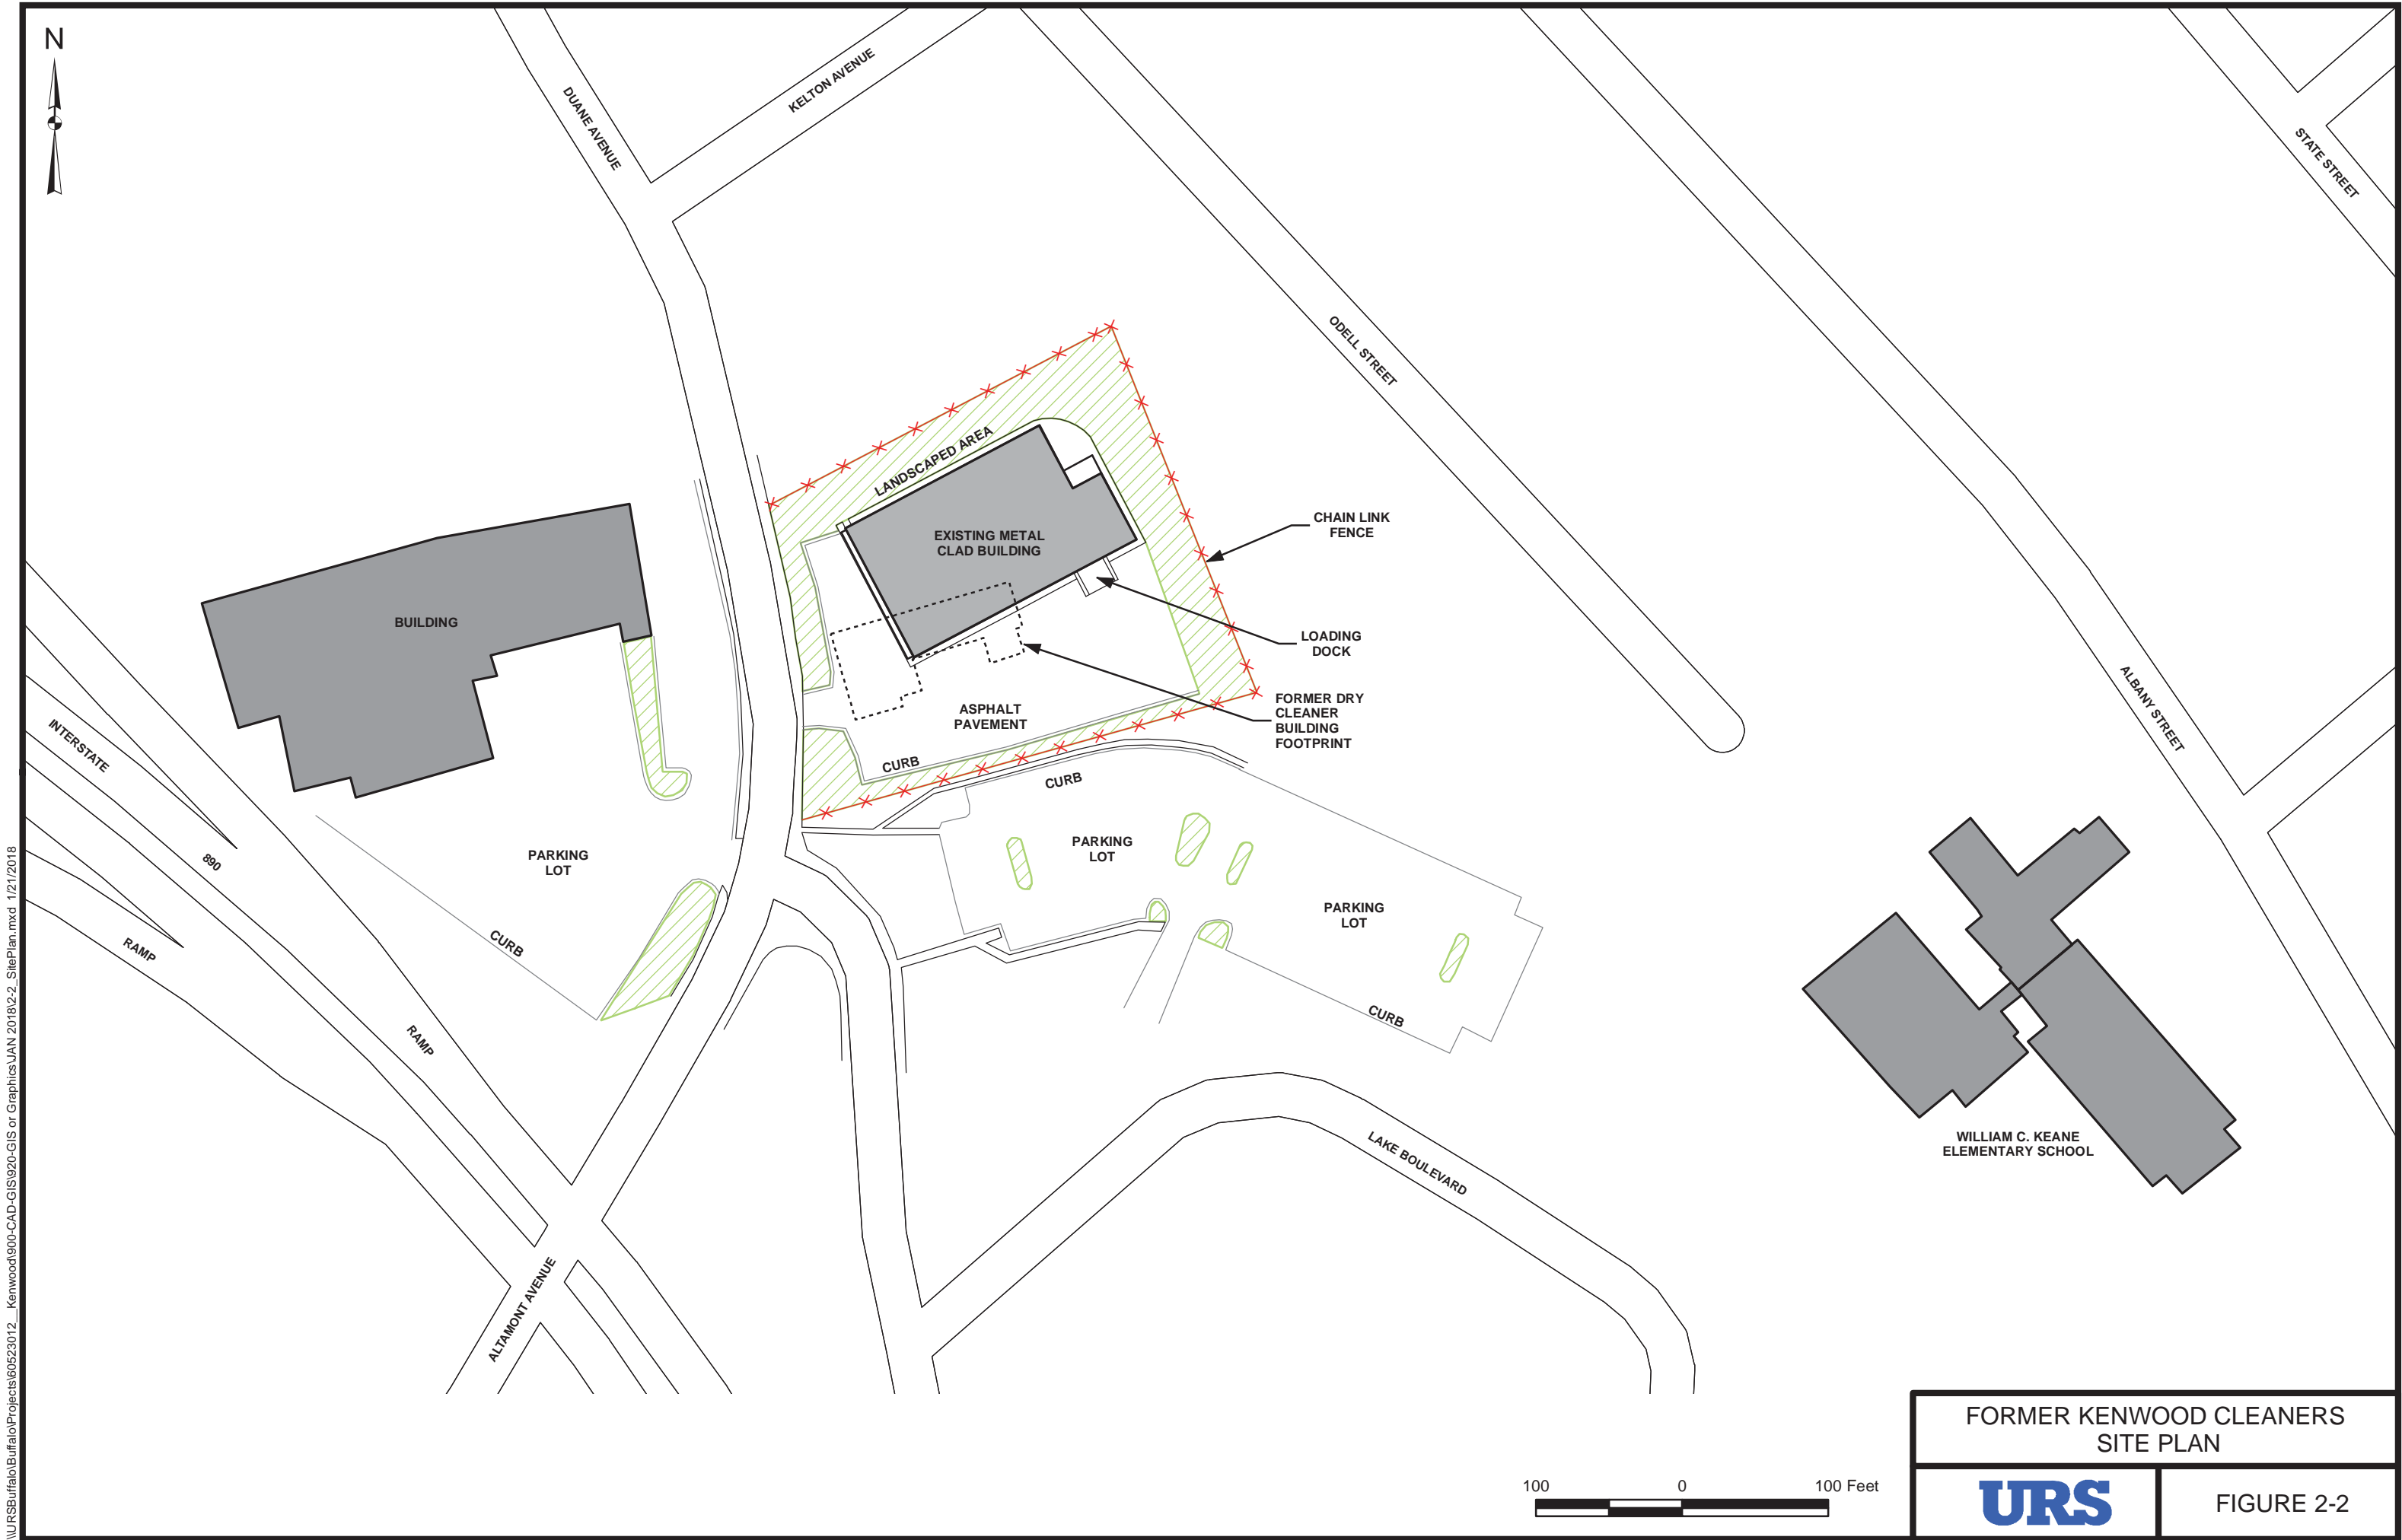 N
DUANE AVENUE
KELTON AVENUE
STATE STREET
ODELL STREET
LANDSCAPED AREA
EXISTING METAL
CLAD BUILDING
CHAIN LINK
FENCE
BUILDING
LOADING
DOCK
FORMER DRY
CLEANER
BUILDING
FOOTPRINT
ASPHALT
PAVEMENT
ALBANY STREET
INTERSTATE
890
CURB
CURB
PARKING
LOT
PARKING
LOT
PARKING
LOT
CURB
RAMP
RAMP
CURB
WILLIAM C. KEANE
ELEMENTARY SCHOOL
LAKE BOULEVARD
ALTAMONT AVENUE
100 0 100 Feet
FORMER KENWOOD CLEANERS
SITE PLAN
URS
FIGURE 2-2
\\URSBuffalo\Buffalo\Projects\60523012__Kenwood\900-CAD-GIS\920-GIS or Graphics\JAN 2018\2-2_SitePlan.mxd 1/21/2018